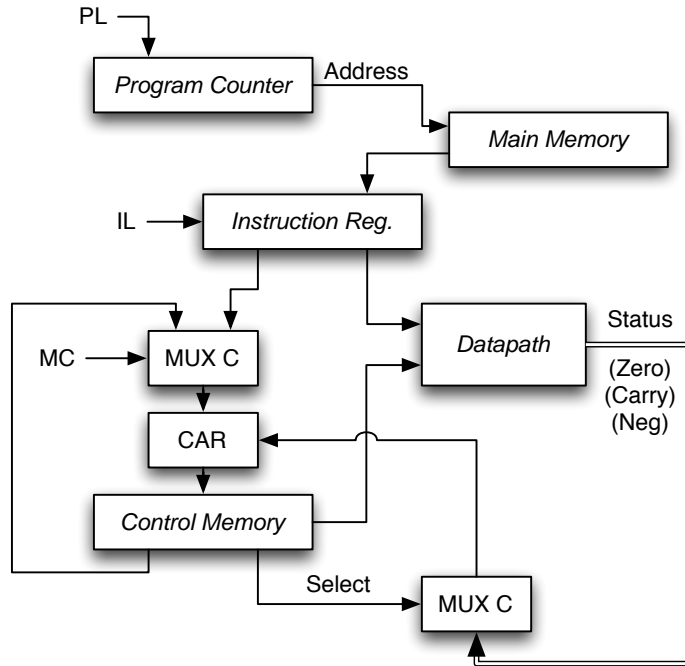 PL
Program Counter
Address
Main Memory
IL
Instruction Reg.
Status
MC
MUX C
Datapath
(Zero)
(Carry)
(Neg)
CAR
Control Memory
Select
MUX C